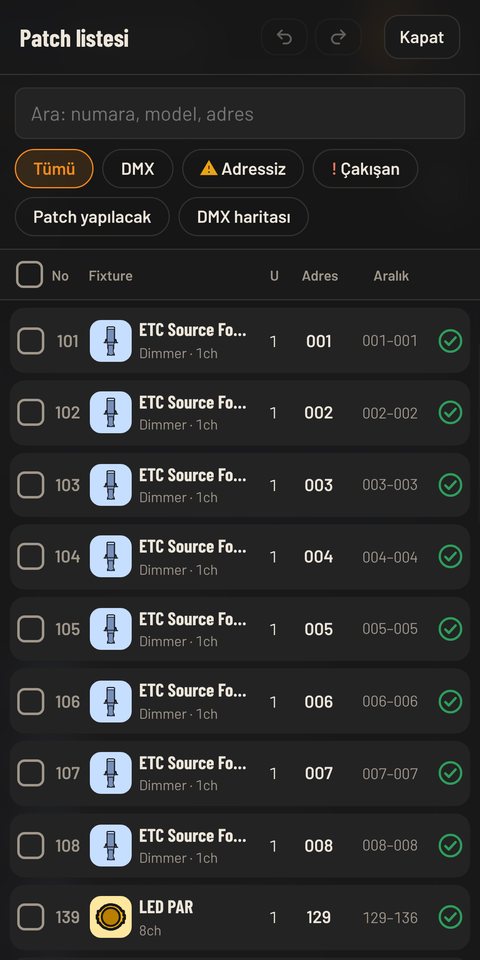 Patch listesi
Kapat
Ara: numara, model, adres
Tümü DMX Adressiz ! Çakışan
Patch yapılacak DMX haritası
No Fixture U Adres Aralık
101 ETC Source Fo... 1 001 001–001
Dimmer · 1ch
102 ETC Source Fo... 1 002 002–002
Dimmer · 1ch
103 ETC Source Fo... 1 003 003–003
Dimmer · 1ch
104 ETC Source Fo... 1 004 004–004
Dimmer · 1ch
105 ETC Source Fo... 1 005 005–005
Dimmer · 1ch
106 ETC Source Fo... 1 006 006–006
Dimmer · 1ch
107 ETC Source Fo... 1 007 007–007
Dimmer · 1ch
108 ETC Source Fo... 1 008 008–008
Dimmer · 1ch
139 LED PAR 1 129 129–136
8ch